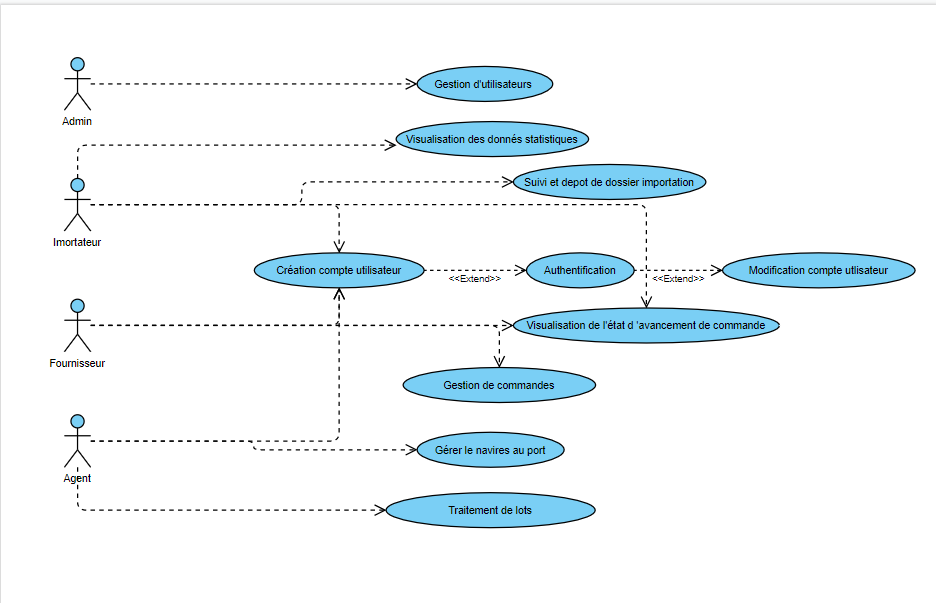 Gestion d'utilisateurs
Admin
Visualisation des donnés statistiques
Suivi et depot de dossier importation
Imortateur
Création compte utilisateur
<<Extend>>
Authentification
<<Extend>>
Modification compte utlisateur
Visualisation de l'état d 'avancement de commande
Fournisseur
Gestion de commandes
Gérer le navires au port
Agent
Traitement de lots